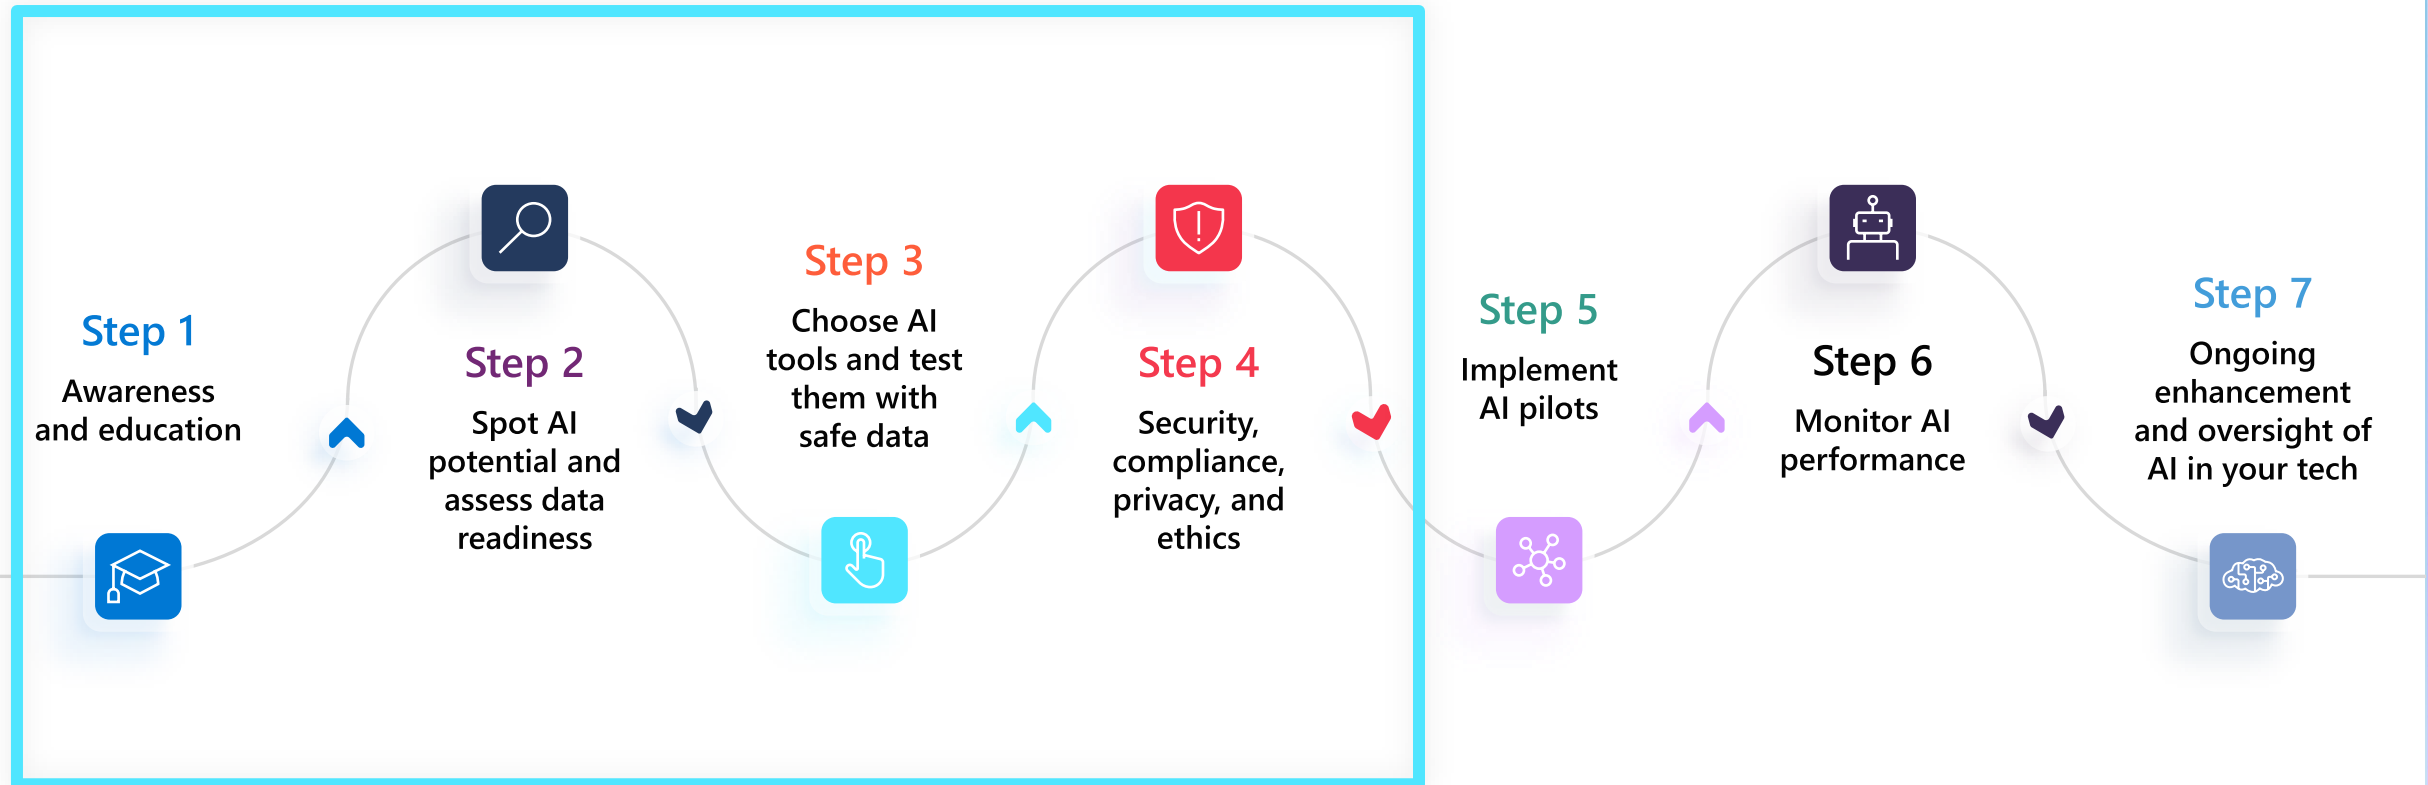 Step 1
Awareness
and education
Step 2
Spot AI
potential and
assess data
readiness
Step 3
Choose AI
tools and test
them with
safe data
Step 4
Security,
compliance,
privacy, and
ethics
Step 5
Implement
AI pilots
Step 6
Monitor AI
performance
Step 7
Ongoing
enhancement
and oversight of
AI in your tech